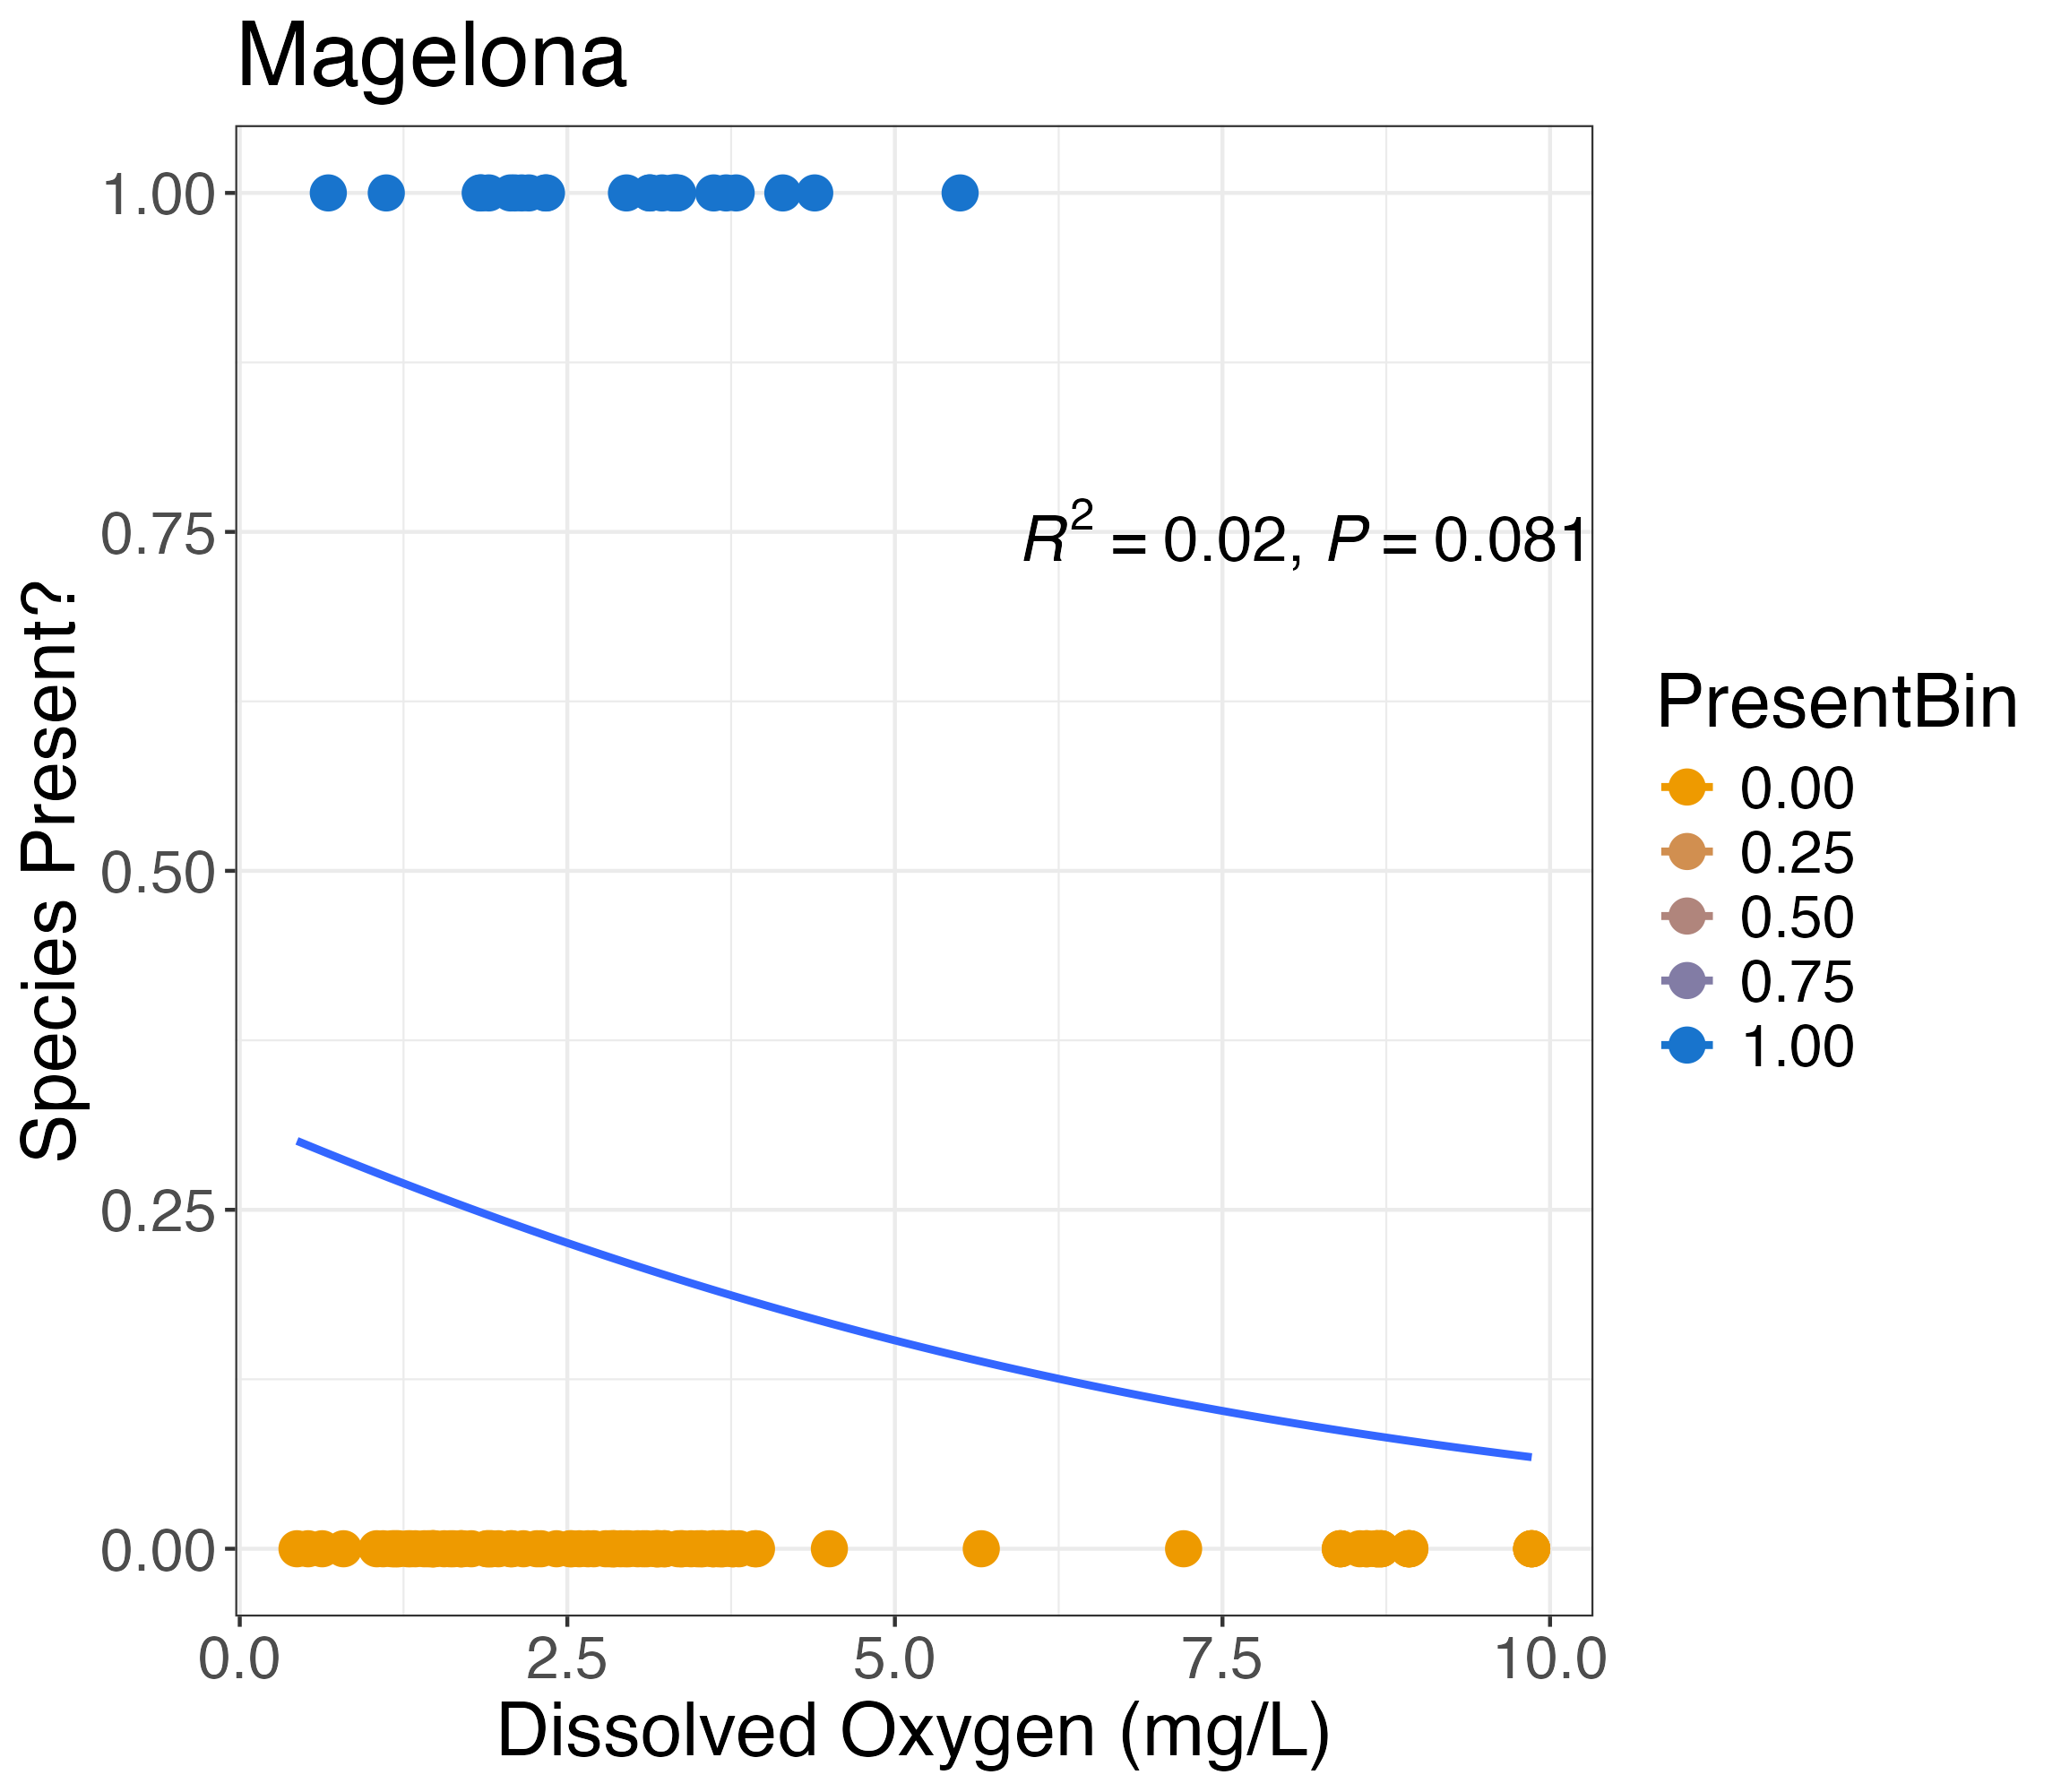 Magelona
1.00
0.75
0.50
0.25
0.00
Species Present?
R² = 0.02, P = 0.081
0.0 2.5 5.0 7.5 10.0
Dissolved Oxygen (mg/L)
PresentBin
0.00
0.25
0.50
0.75
1.00